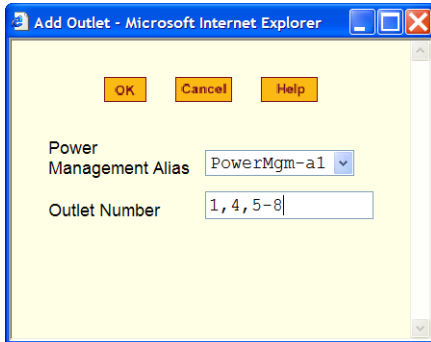 Add Outlet - Microsoft Internet Explorer
OK Cancel Help
Power
Management Alias PowerMgm-a1
Outlet Number 1,4,5-8